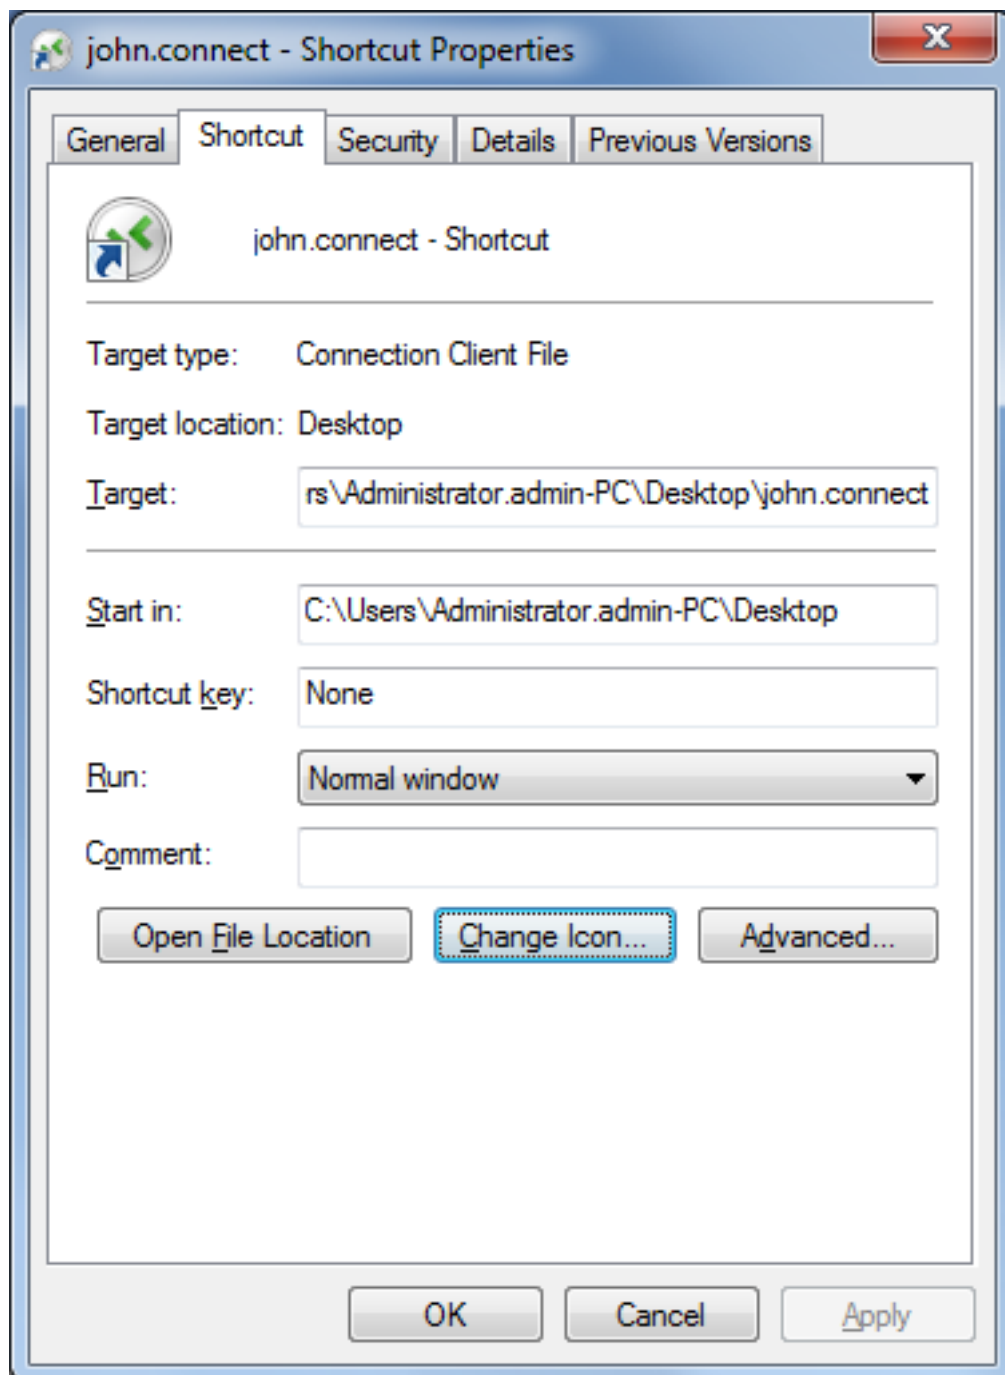 john.connect - Shortcut Properties
General Shortcut Security Details Previous Versions
john.connect - Shortcut
Target type: Connection Client File
Target location: Desktop
Target: rs\Administrator.admin-PC\Desktop\john.connect
Start in: C:\Users\Administrator.admin-PC\Desktop
Shortcut key: None
Run: Normal window
Comment:
Open File Location Change Icon... Advanced...
OK Cancel Apply